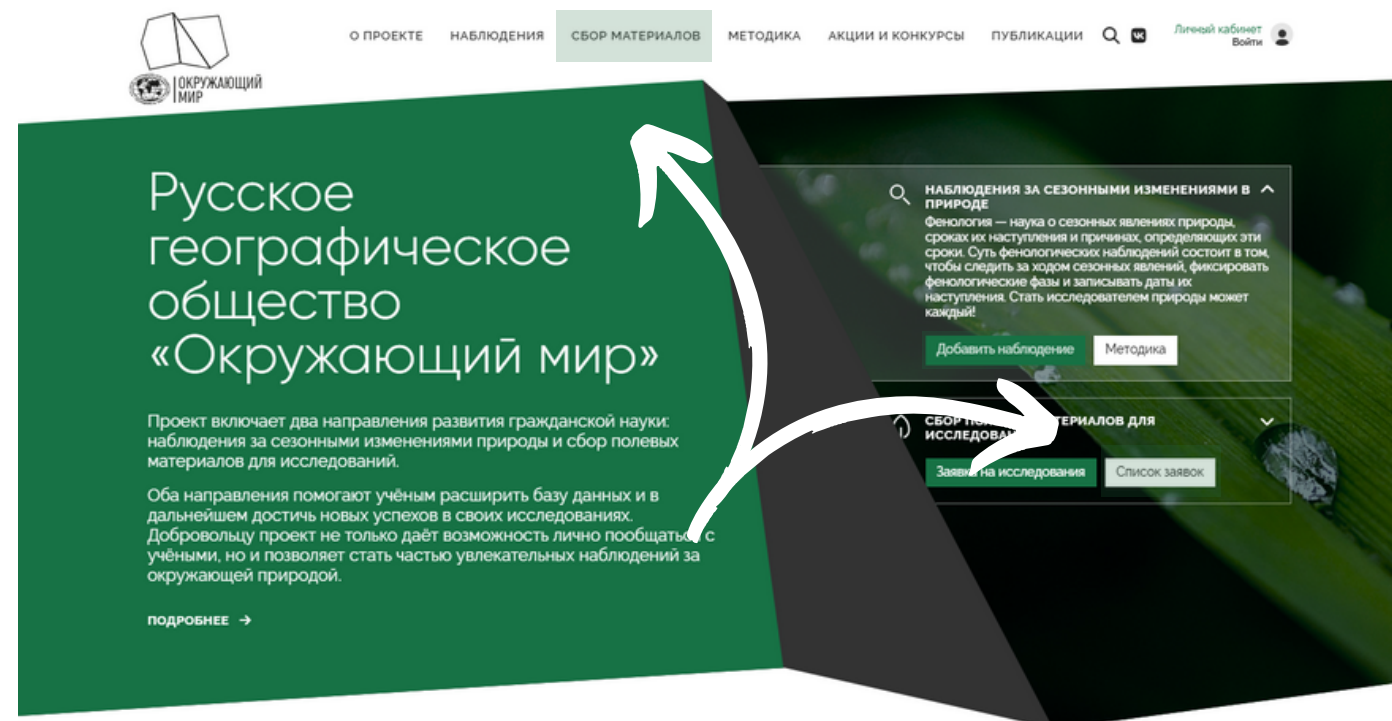 О ПРОЕКТЕ НАБЛЮДЕНИЯ СБОР МАТЕРИАЛОВ МЕТОДИКА АКЦИИ И КОНКУРСЫ ПУБЛИКАЦИИ
Личный кабинет
Войти
ОКРУЖАЮЩИЙ
МИР
Русское
географическое
общество
«Окружающий мир»
Проект включает два направления развития гражданской науки:
наблюдения за сезонными изменениями природы и сбор полевых
материалов для исследований.
Оба направления помогают учёным расширить базу данных и в
дальнейшем достичь новых успехов в своих исследованиях.
Добровольцу проект не только даёт возможность лично пообщаться с
учёными, но и позволяет стать частью увлекательных наблюдений за
окружающей природой.
ПОДРОБНЕЕ →
НАБЛЮДЕНИЯ ЗА СЕЗОННЫМИ ИЗМЕНЕНИЯМИ В
ПРИРОДЕ
Фенология — наука о сезонных явлениях природы,
сроках их наступления и причинах, определяющих эти
сроки. Суть фенологических наблюдений состоит в том,
чтобы следить за ходом сезонных явлений, фиксировать
фенологические фазы и записывать даты их
наступления. Стать исследователем природы может
каждый!
Добавить наблюдение Методика
СБОР ДЛЯ
Заявка на исследования Список заявок